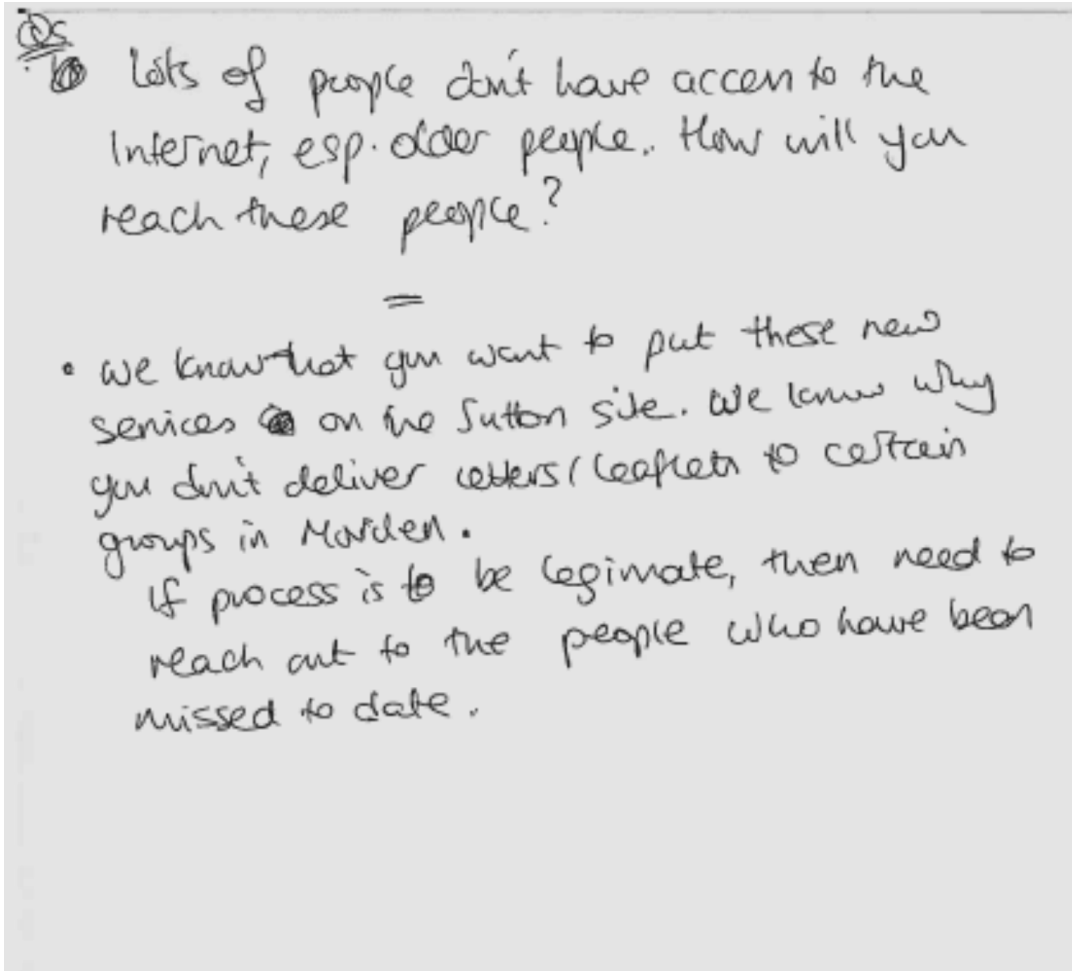 Qs
• Lots of people don't have access to the
Internet, esp. older people. How will you
reach these people?
=
• We know that you want to put these new
services on the Sutton site. We know why
you don't deliver letters/leaflets to certain
groups in Morden.
If process is to be legimate, then need to
reach out to the people who have been
missed to date.